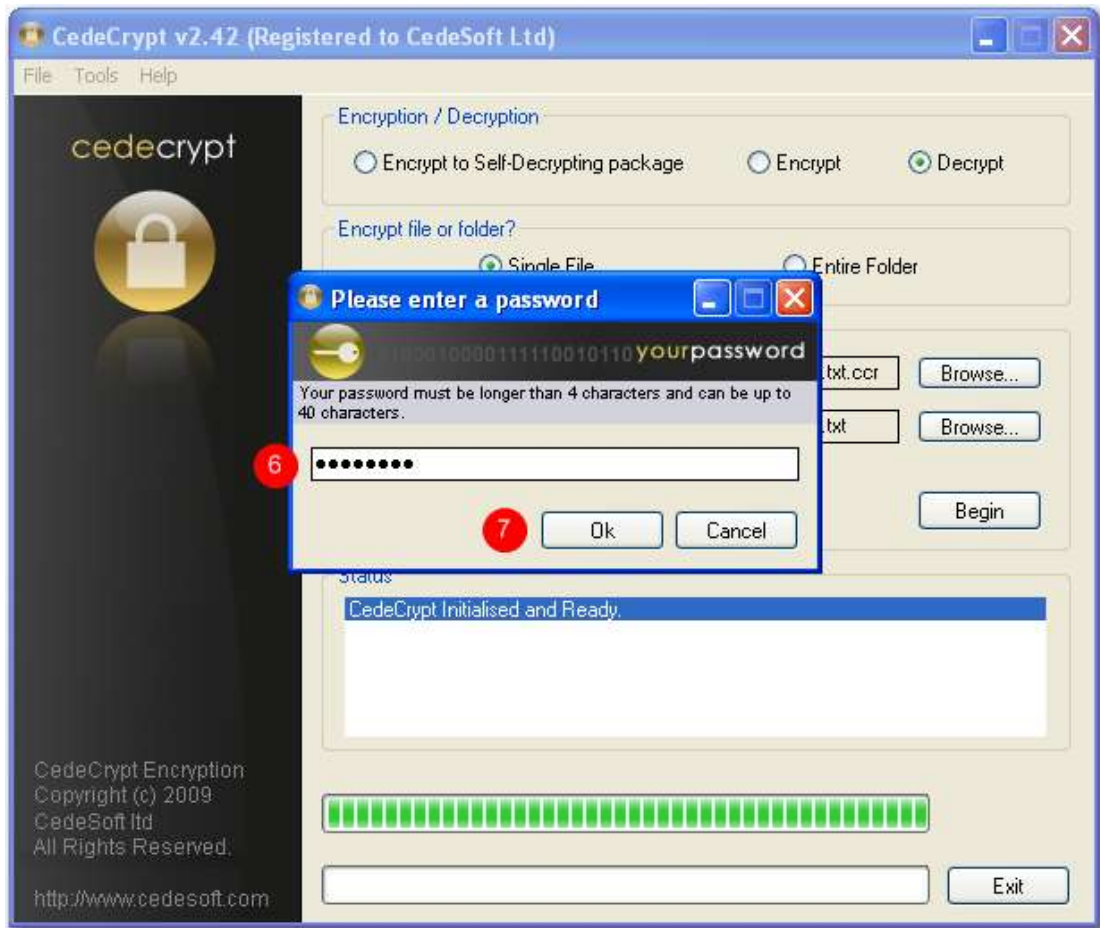 CedeCrypt v2.42 (Registered to CedeSoft Ltd)
File Tools Help
cedecrypt
Encryption / Decryption
Encrypt to Self-Decrypting package Encrypt Decrypt
Encrypt file or folder?
Single File Entire Folder
Please enter a password
yourpassword
Your password must be longer than 4 characters and can be up to
40 characters.
.txt.ccr Browse...
.txt Browse...
6 ••••••••
7 Ok Cancel
Begin
Status
CedeCrypt Initialised and Ready.
CedeCrypt Encryption
Copyright (c) 2009
CedeSoft ltd
All Rights Reserved.
http://www.cedesoft.com
Exit